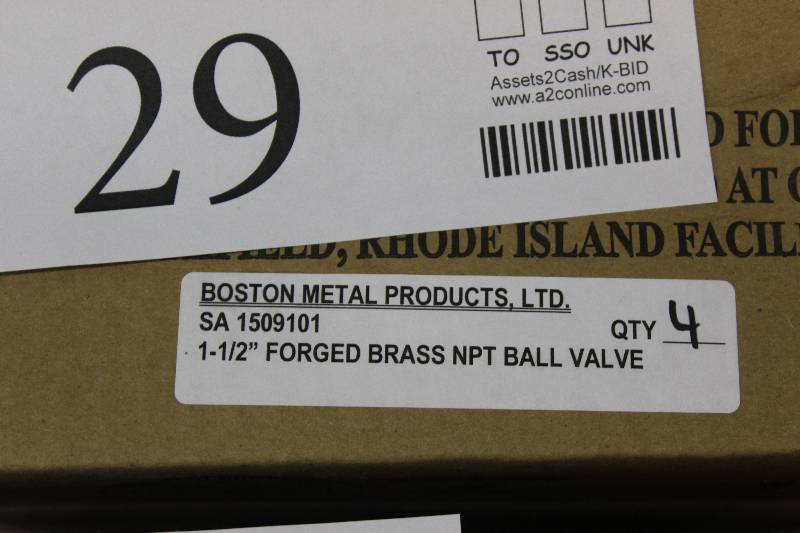 29
TO SSO UNK
Assets2Cash/K-BID
www.a2conline.com
AT
RHODE ISLAND
BOSTON METAL PRODUCTS, LTD.
SA 1509101
QTY 4
1-1/2” FORGED BRASS NPT BALL VALVE